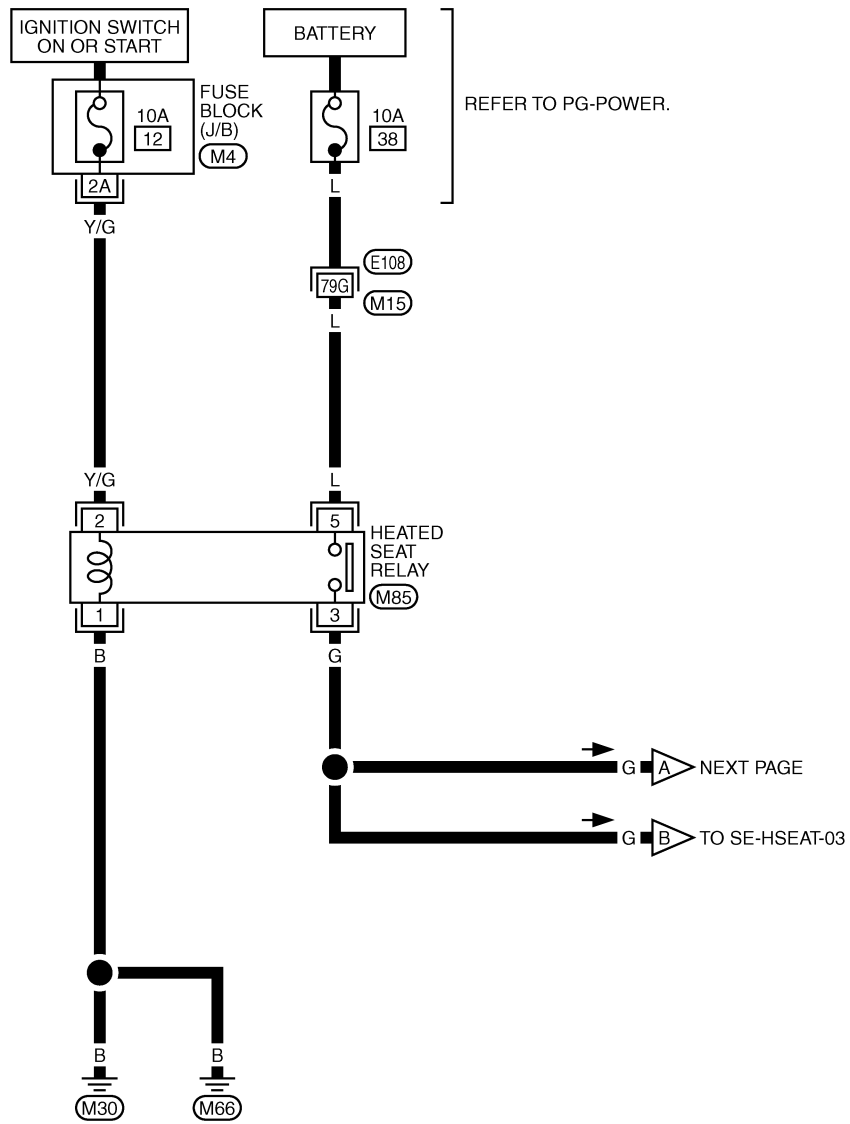 IGNITION SWITCH
ON OR START
BATTERY
FUSE
BLOCK
(J/B)
M4
10A
12
10A
38
REFER TO PG-POWER.
2A
Y/G
L
E108
79G
M15
L
Y/G
L
2
5
HEATED
SEAT
RELAY
M85
1
3
B
G
G
A
NEXT PAGE
G
B
TO SE-HSEAT-03
B
B
M30
M66